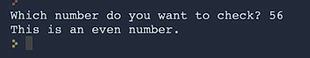 Which number do you want to check? 56
This is an even number.